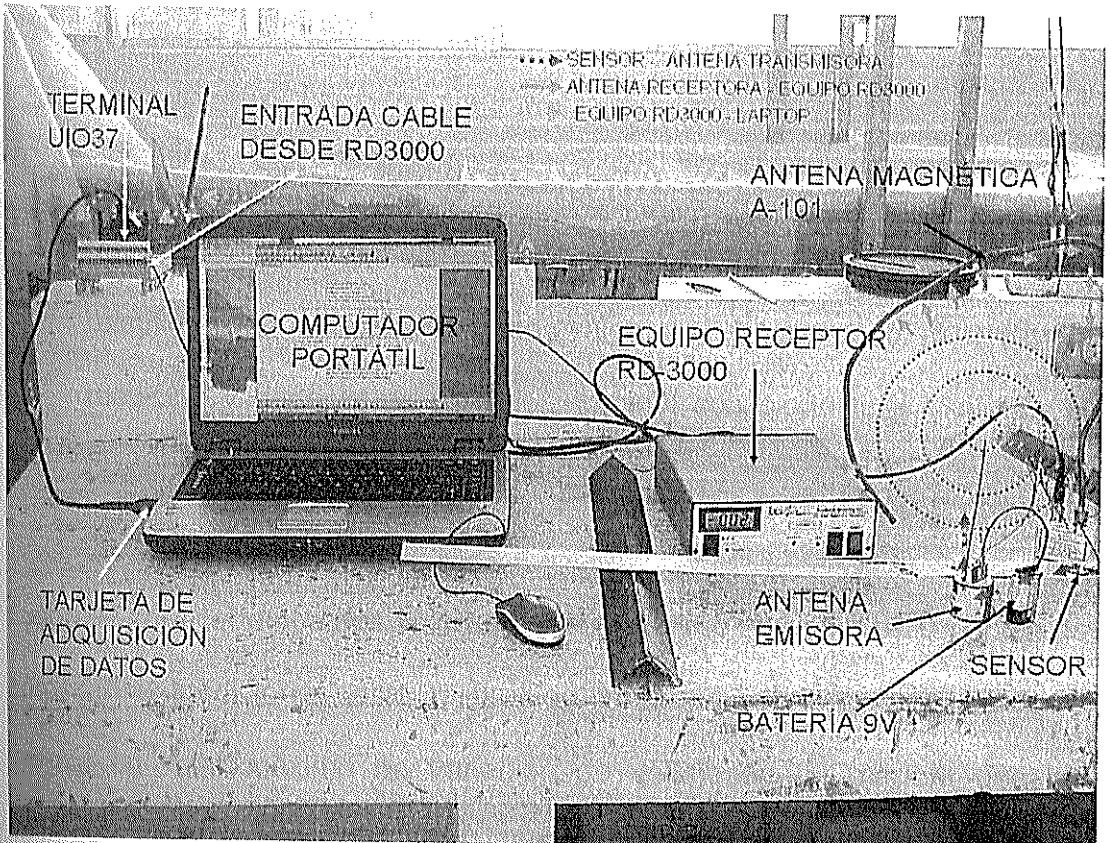 SENSOR - ANTENA TRANSMISORA
ANTENA RECEPTORA - EQUIPO RD3000
EQUIPO RD3000 - LAPTOP
TERMINAL
UIO37
ENTRADA CABLE
DESDE RD3000
ANTENA MAGNÉTICA
A-101
COMPUTADOR
PORTÁTIL
EQUIPO RECEPTOR
RD-3000
TARJETA DE
ADQUISICIÓN
DE DATOS
ANTENA
EMISORA
SENSOR
BATERÍA 9V